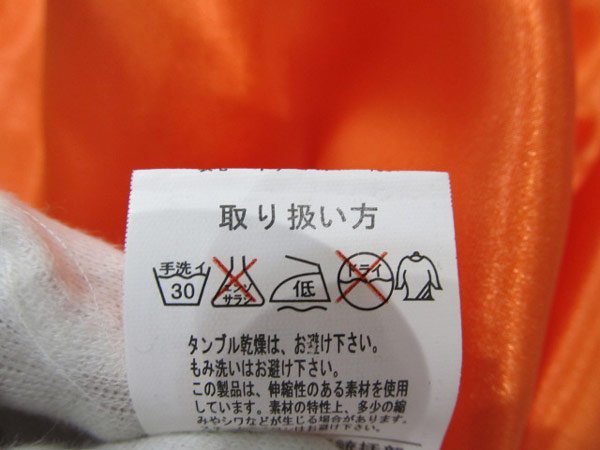 取り扱い方
手洗イ
30
エンソ
サラシ
低
ドライ
タンブル乾燥は、お避け下さい。
もみ洗いはお避け下さい。
この製品は、伸縮性のある素材を使用
しています。素材の特性上、多少の縮
みやシワなどが生じる場合があります。